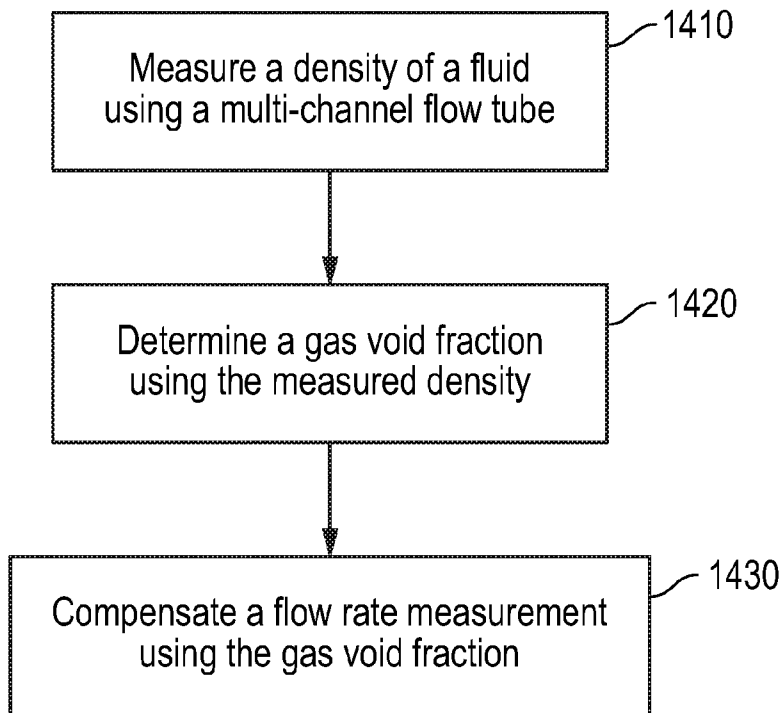 1410
Measure a density of a fluid
using a multi-channel flow tube
1420
Determine a gas void fraction
using the measured density
1430
Compensate a flow rate measurement
using the gas void fraction